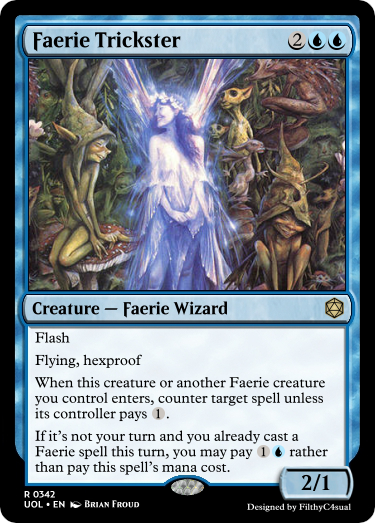 Faerie Trickster 2
Creature — Faerie Wizard
Flash
Flying, hexproof
When this creature or another Faerie creature
you control enters, counter target spell unless
its controller pays 1.
If it's not your turn and you already cast a
Faerie spell this turn, you may pay 1 rather
than pay this spell's mana cost.
2/1
R 0342
UOL • EN Brian Froud
Designed by FilthyC4sual